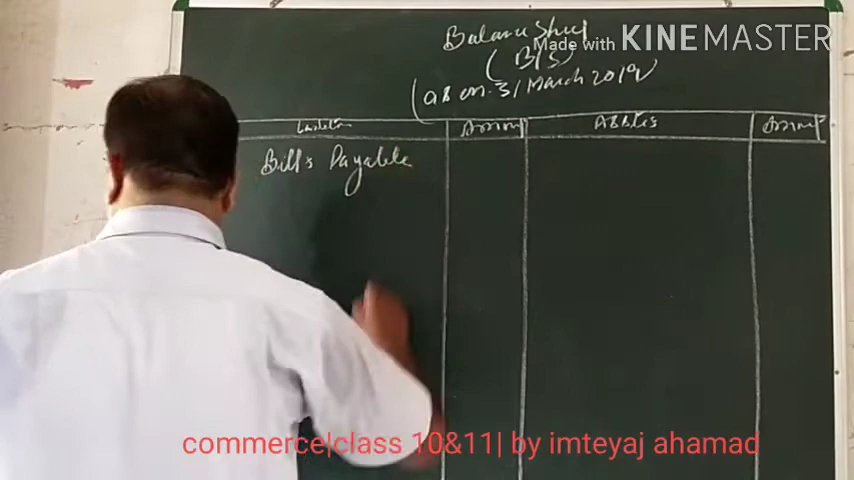 Balance Sheet
Made with KINEMASTER
(B/S)
(as on 31 March 2019)
Amount Assets Amount
Bills Payable
commerce|class 10&11| by imteyaj ahamad